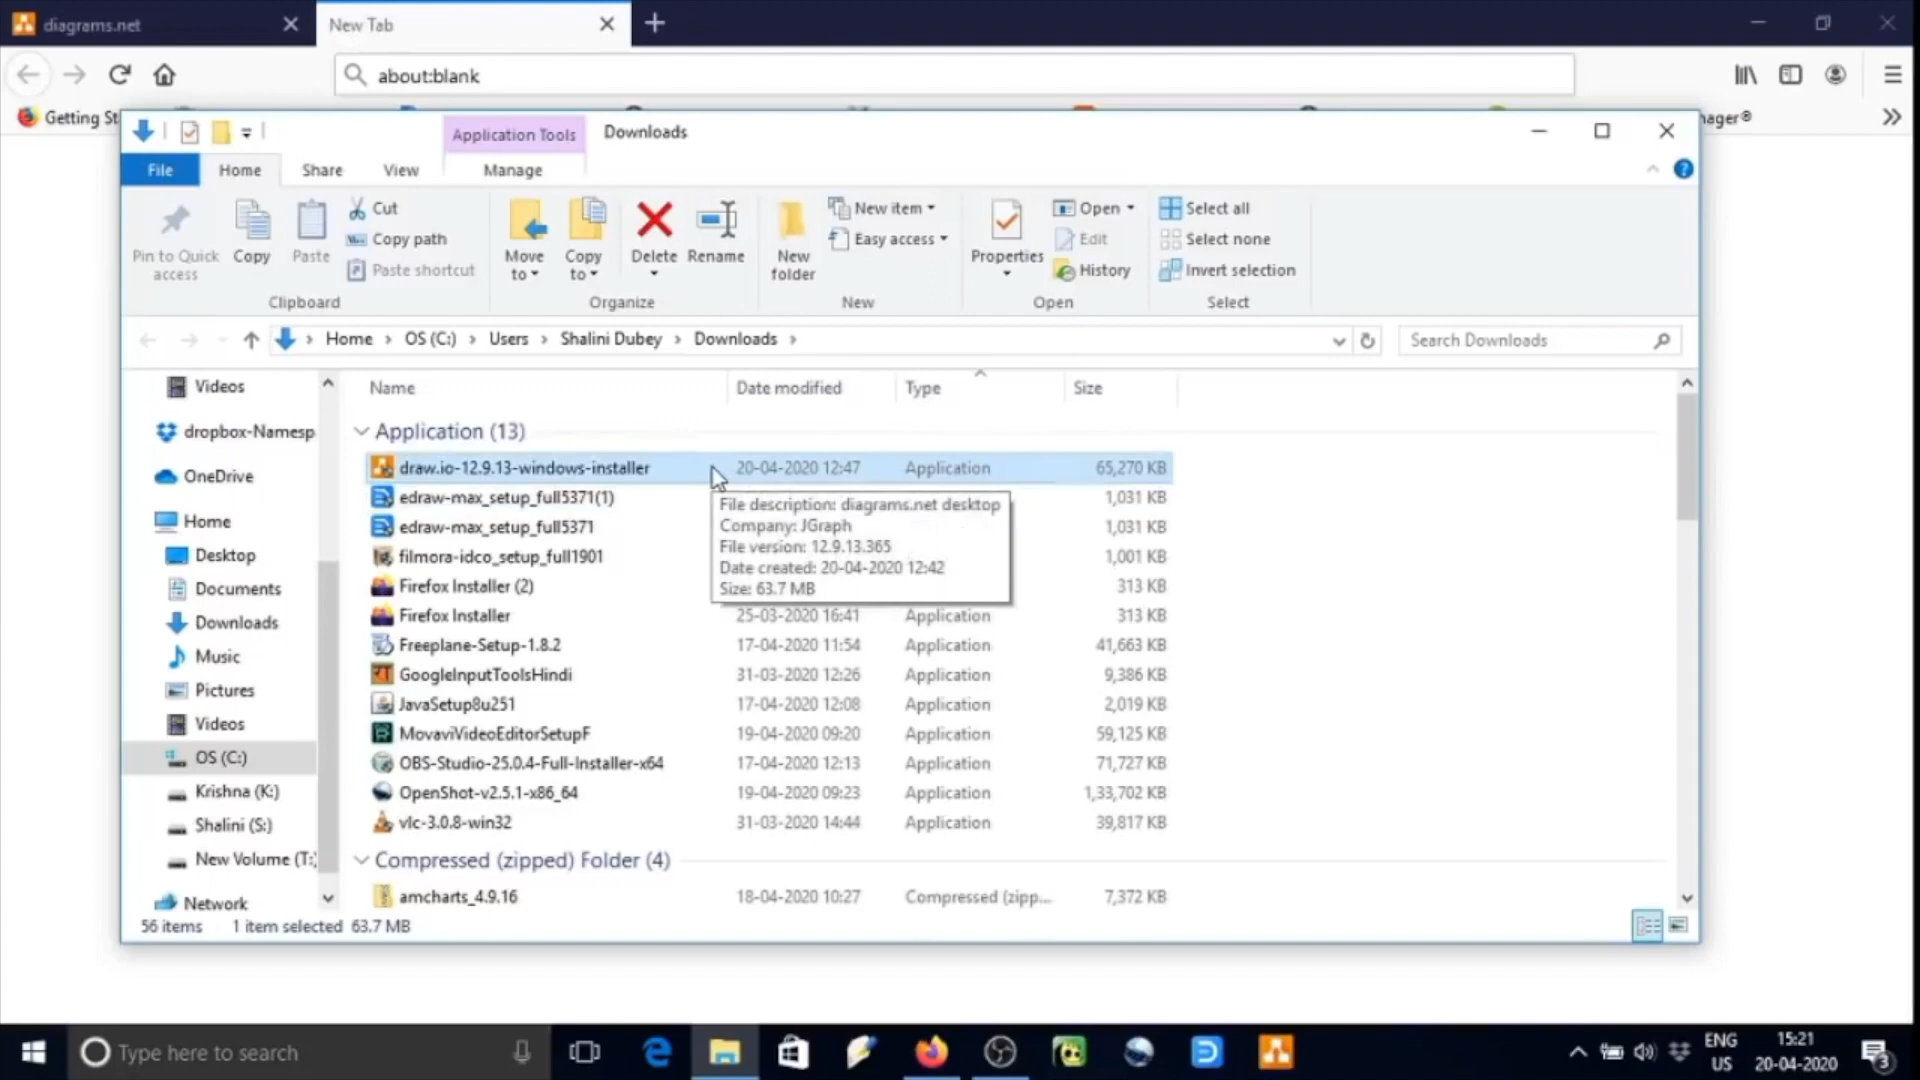 diagrams.net
New Tab
about:blank
Getting St
nager®
Application Tools
Downloads
File
Home
Share
View
Manage
Pin to Quick access
Copy
Paste
Cut
Copy path
Paste shortcut
Move to
Copy to
Delete
Rename
New folder
New item
Easy access
Properties
Open
Edit
History
Select all
Select none
Invert selection
Clipboard
Organize
New
Open
Select
Home > OS (C:) > Users > Shalini Dubey > Downloads >
Search Downloads
Videos
dropbox-Namesp
OneDrive
Home
Desktop
Documents
Downloads
Music
Pictures
Videos
OS (C:)
Krishna (K:)
Shalini (S:)
New Volume (T:)
Network
Name Date modified Type Size
Application (13)
draw.io-12.9.13-windows-installer 20-04-2020 12:47 Application 65,270 KB
edraw-max_setup_full5371(1) 1,031 KB
edraw-max_setup_full5371 1,031 KB
filmora-idco_setup_full1901 1,001 KB
Firefox Installer (2) 313 KB
Firefox Installer 25-03-2020 16:41 Application 313 KB
Freeplane-Setup-1.8.2 17-04-2020 11:54 Application 41,663 KB
GoogleInputToolsHindi 31-03-2020 12:26 Application 9,386 KB
JavaSetup8u251 17-04-2020 12:08 Application 2,019 KB
MovaviVideoEditorSetupF 19-04-2020 09:20 Application 59,125 KB
OBS-Studio-25.0.4-Full-Installer-x64 17-04-2020 12:13 Application 71,727 KB
OpenShot-v2.5.1-x86_64 19-04-2020 09:23 Application 1,33,702 KB
vlc-3.0.8-win32 31-03-2020 14:44 Application 39,817 KB
Compressed (zipped) Folder (4)
amcharts_4.9.16 18-04-2020 10:27 Compressed (zipp... 7,372 KB
File description: diagrams.net desktop
Company: JGraph
File version: 12.9.13.365
Date created: 20-04-2020 12:42
Size: 63.7 MB
56 items 1 item selected 63.7 MB
Type here to search
ENG
US
15:21
20-04-2020
3